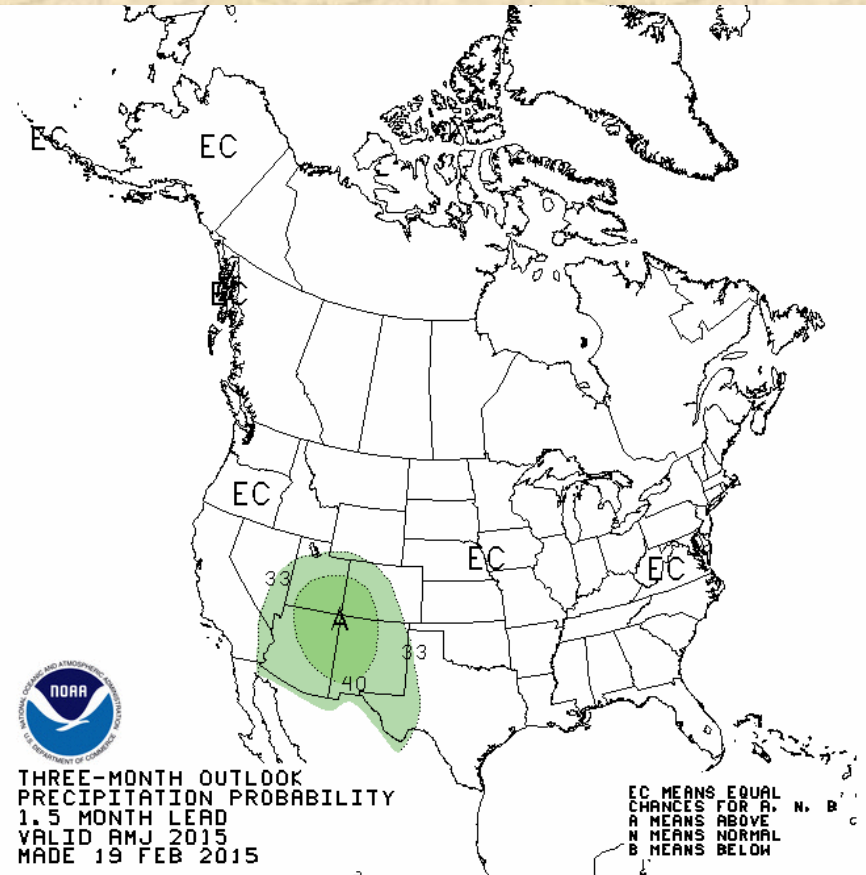 EC
EC
EC
EC
EC
EC
33
A
33
40
NATIONAL OCEANIC AND ATMOSPHERIC ADMINISTRATION
NOAA
U.S. DEPARTMENT OF COMMERCE
THREE-MONTH OUTLOOK
PRECIPITATION PROBABILITY
1.5 MONTH LEAD
VALID AMJ 2015
MADE 19 FEB 2015
EC MEANS EQUAL
CHANCES FOR A, N, B
A MEANS ABOVE
N MEANS NORMAL
B MEANS BELOW